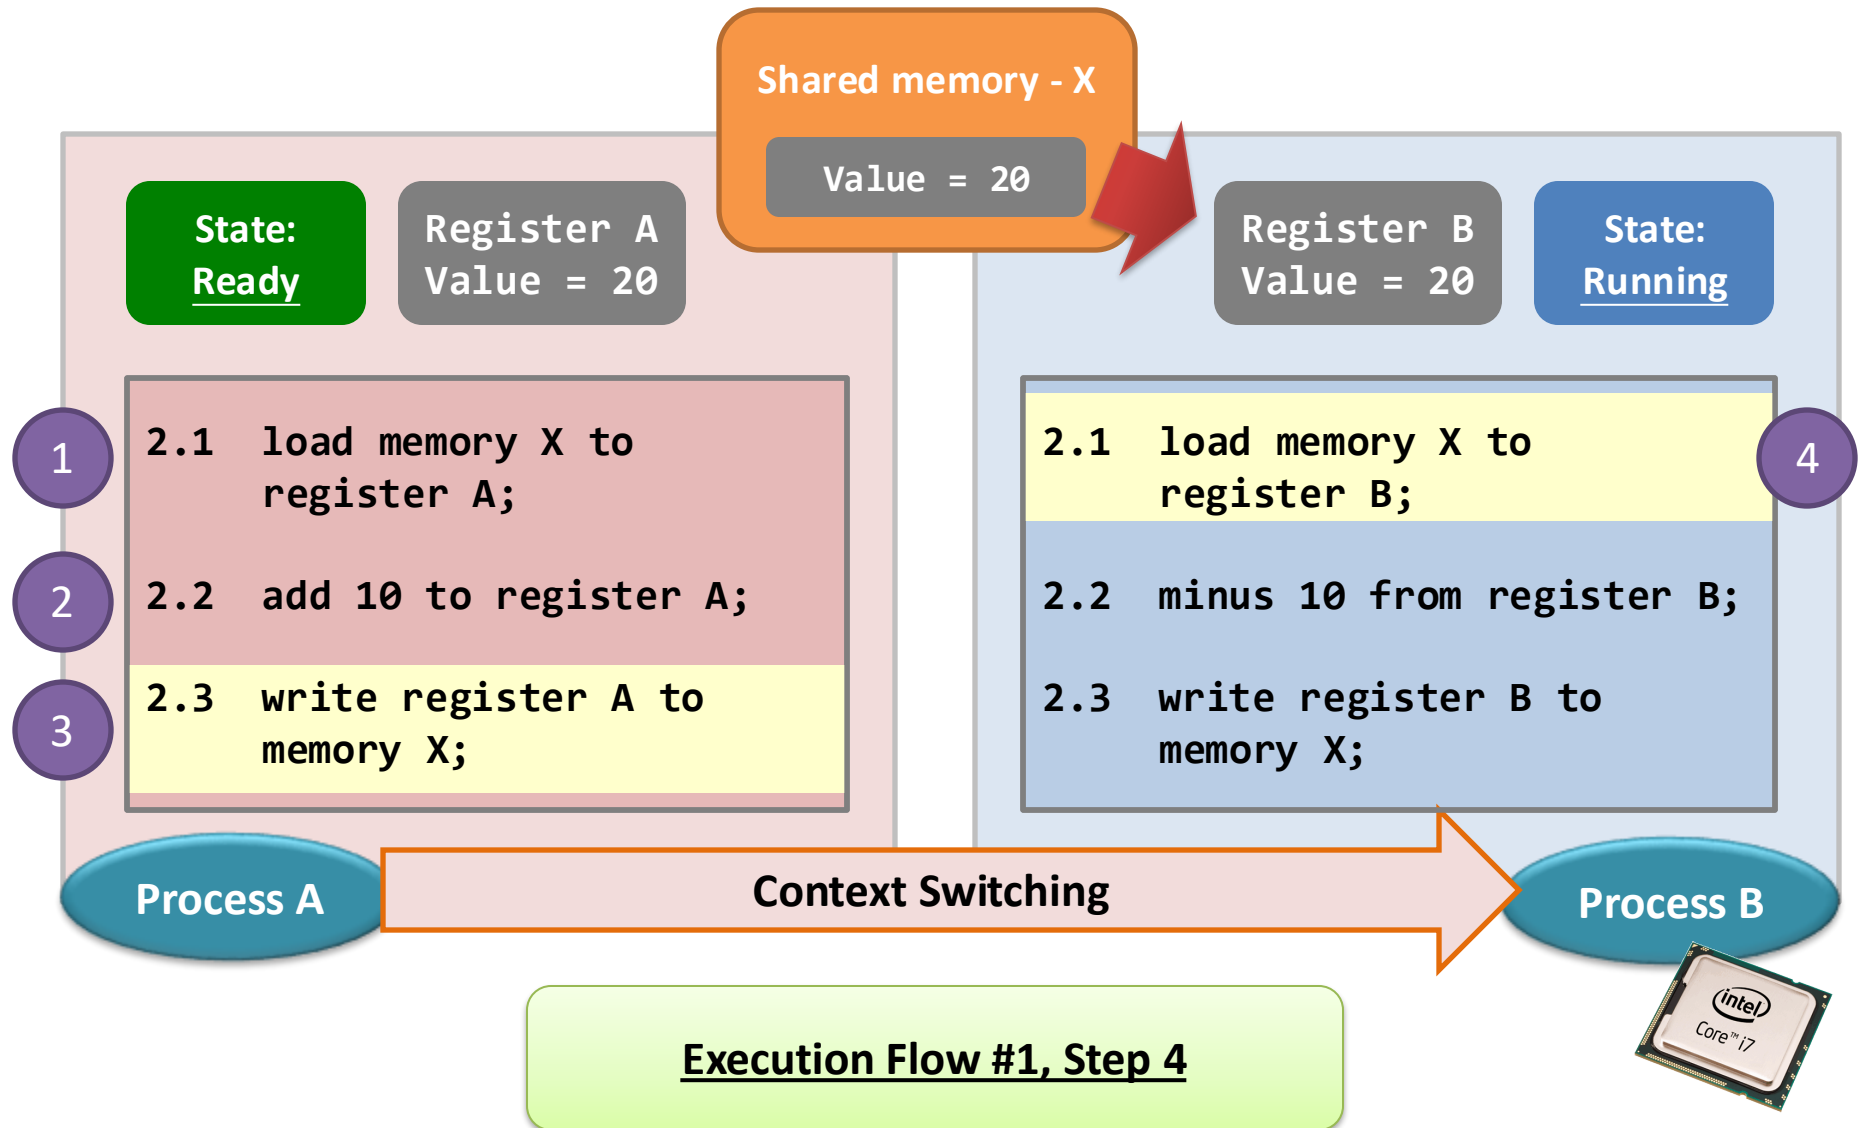 Shared memory - X
Value = 20
State:
Ready
Register A
Value = 20
Register B
Value = 20
State:
Running
1
2.1 load memory X to
register A;
2
2.2 add 10 to register A;
3
2.3 write register A to
memory X;
2.1 load memory X to
register B;
4
2.2 minus 10 from register B;
2.3 write register B to
memory X;
Process A
Context Switching
Process B
intel
Core™ i7
Execution Flow #1, Step 4